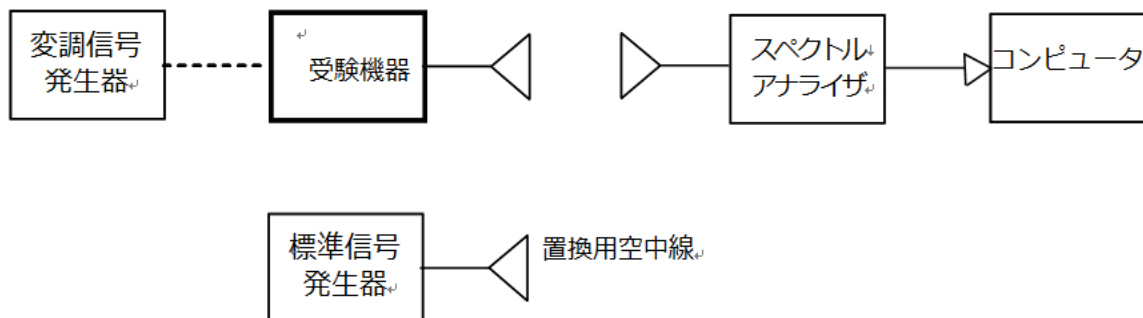 変調信号
発生器
受験機器
スペクトル
アナライザ
コンピュータ
標準信号
発生器
置換用空中線